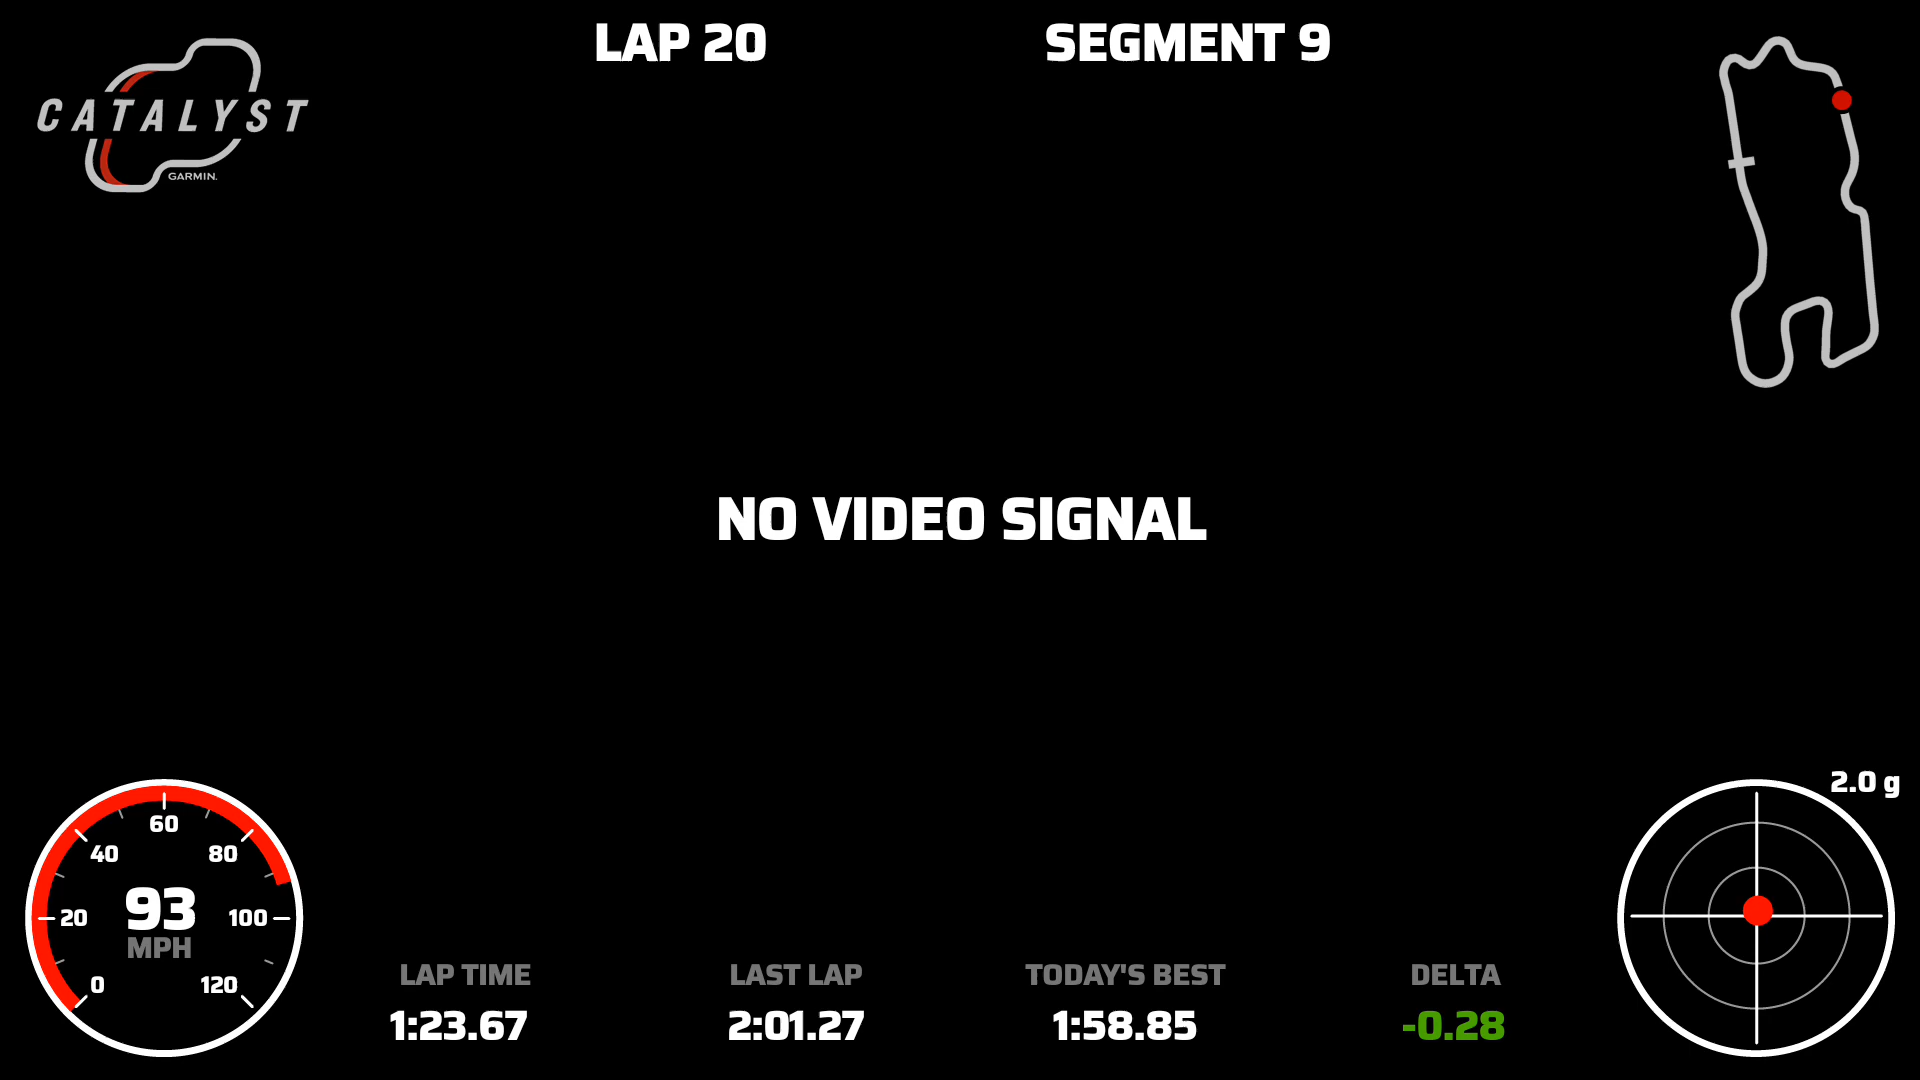 LAP 20
SEGMENT 9
CATALYST
GARMIN.
NO VIDEO SIGNAL
2.0 g
60
40
80
20
93
100
MPH
0
120
LAP TIME
LAST LAP
TODAY'S BEST
DELTA
1:23.67
2:01.27
1:58.85
-0.28